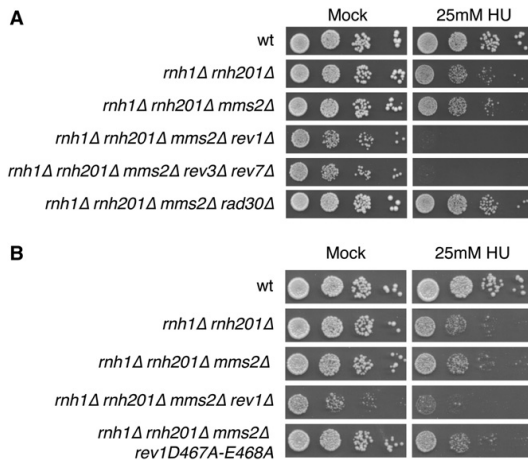 A
Mock 25mM HU
wt
rnh1Δ rnh201Δ
rnh1Δ rnh201Δ mms2Δ
rnh1Δ rnh201Δ mms2Δ rev1Δ
rnh1Δ rnh201Δ mms2Δ rev3Δ rev7Δ
rnh1Δ rnh201Δ mms2Δ rad30Δ
B
Mock 25mM HU
wt
rnh1Δ rnh201Δ
rnh1Δ rnh201Δ mms2Δ
rnh1Δ rnh201Δ mms2Δ rev1Δ
rnh1Δ rnh201Δ mms2Δ
rev1D467A-E468A